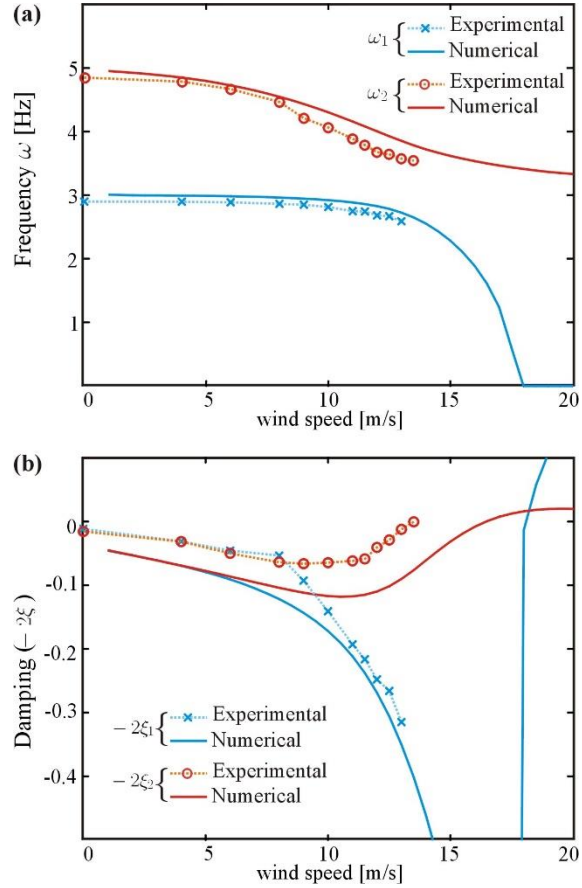 (a)
ω₁ { Experimental
Numerical
ω₂ { Experimental
Numerical
Frequency ω [Hz]
5
4
3
2
1
0 5 10 15 20
wind speed [m/s]
(b)
Damping (− 2ξ)
0
-0.1
-0.2
-0.3
-0.4
− 2ξ₁ { Experimental
Numerical
− 2ξ₂ { Experimental
Numerical
0 5 10 15 20
wind speed [m/s]